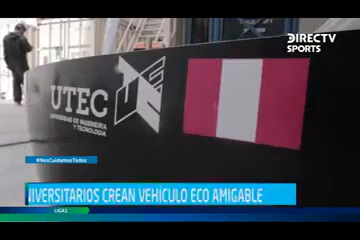 DIRECTV
SPORTS
UTEC
UNIVERSIDAD DE INGENIERÍA
Y TECNOLOGÍA
#NosCuidamosTodos
NIVERSITARIOS CREAN VEHÍCULO ECO AMIGABLE
LIGA1